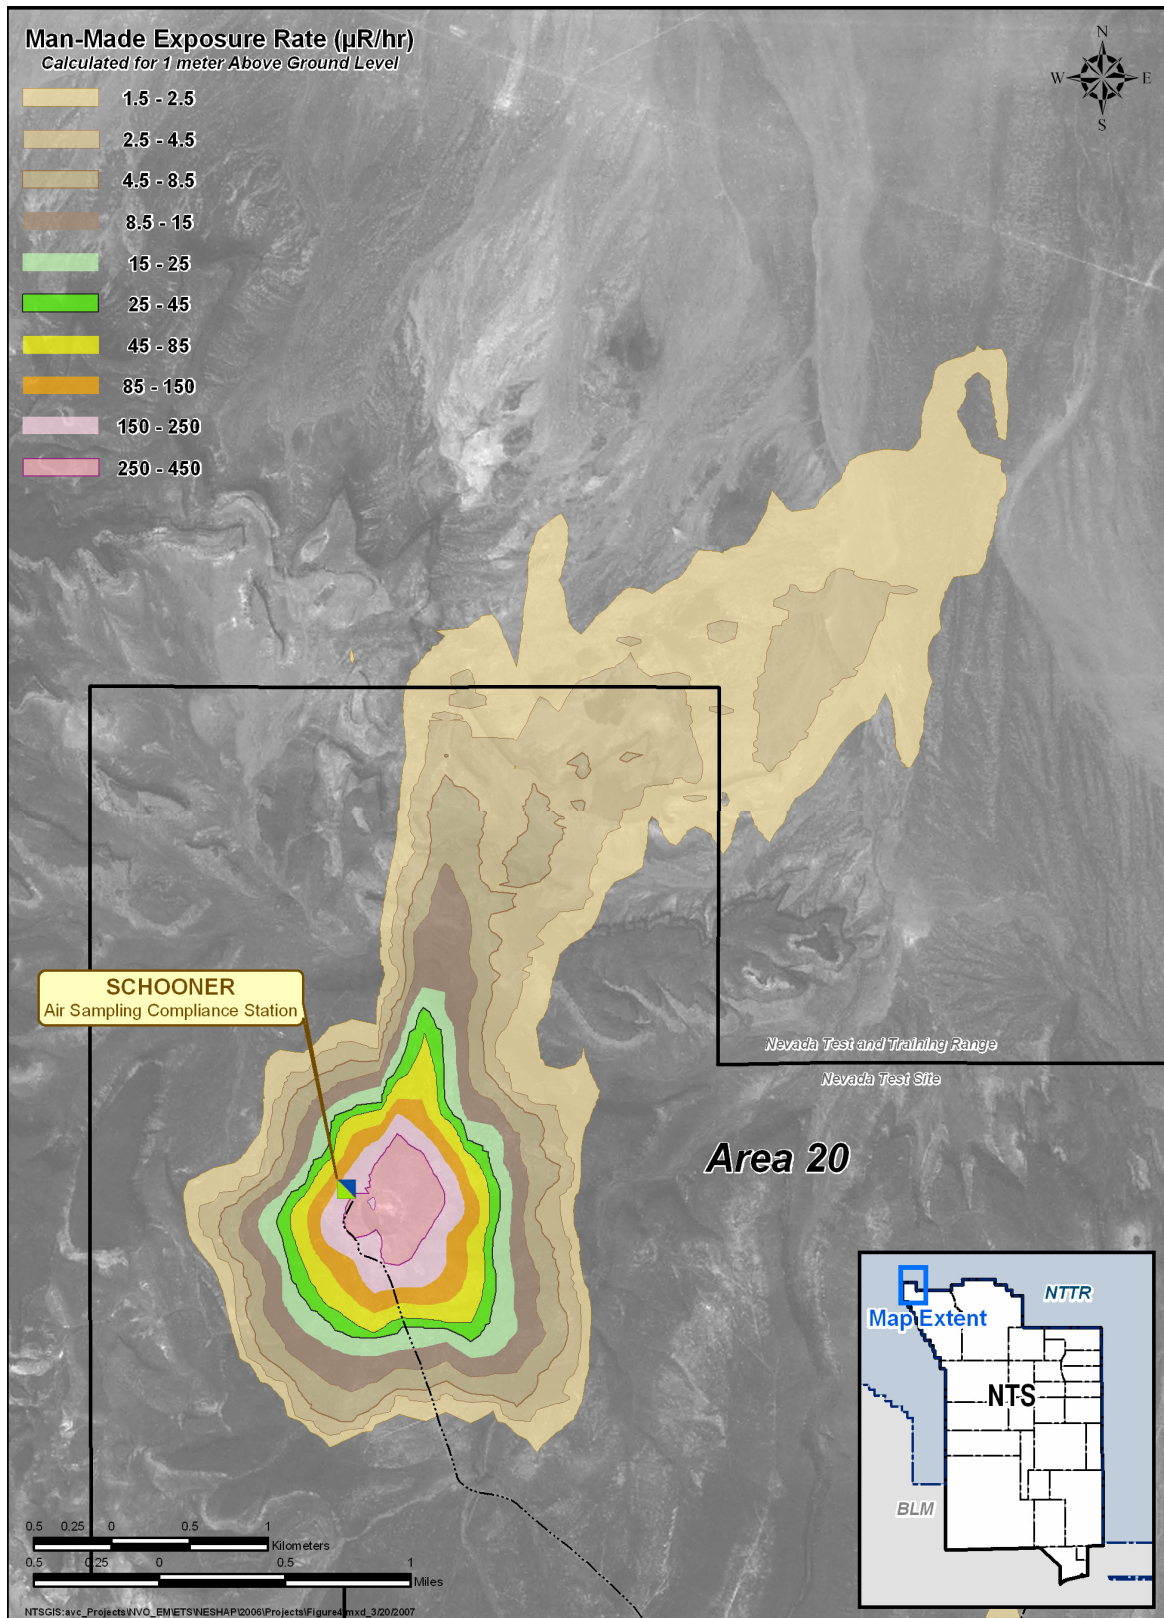 Man-Made Exposure Rate (µR/hr)
Calculated for 1 meter Above Ground Level
1.5 - 2.5
2.5 - 4.5
4.5 - 8.5
8.5 - 15
15 - 25
25 - 45
45 - 85
85 - 150
150 - 250
250 - 450
N
W E
S
SCHOONER
Air Sampling Compliance Station
Nevada Test and Training Range
Nevada Test Site
Area 20
NTTR
Map Extent
NTS
BLM
0.5 0.25 0 0.5 1
Kilometers
0.5 0.25 0 0.5 1
Miles
NTSGIS:avc_Projects\NVO_EM\ETS\NESHAP\2006\Projects\Figure4.mxd_3/20/2007